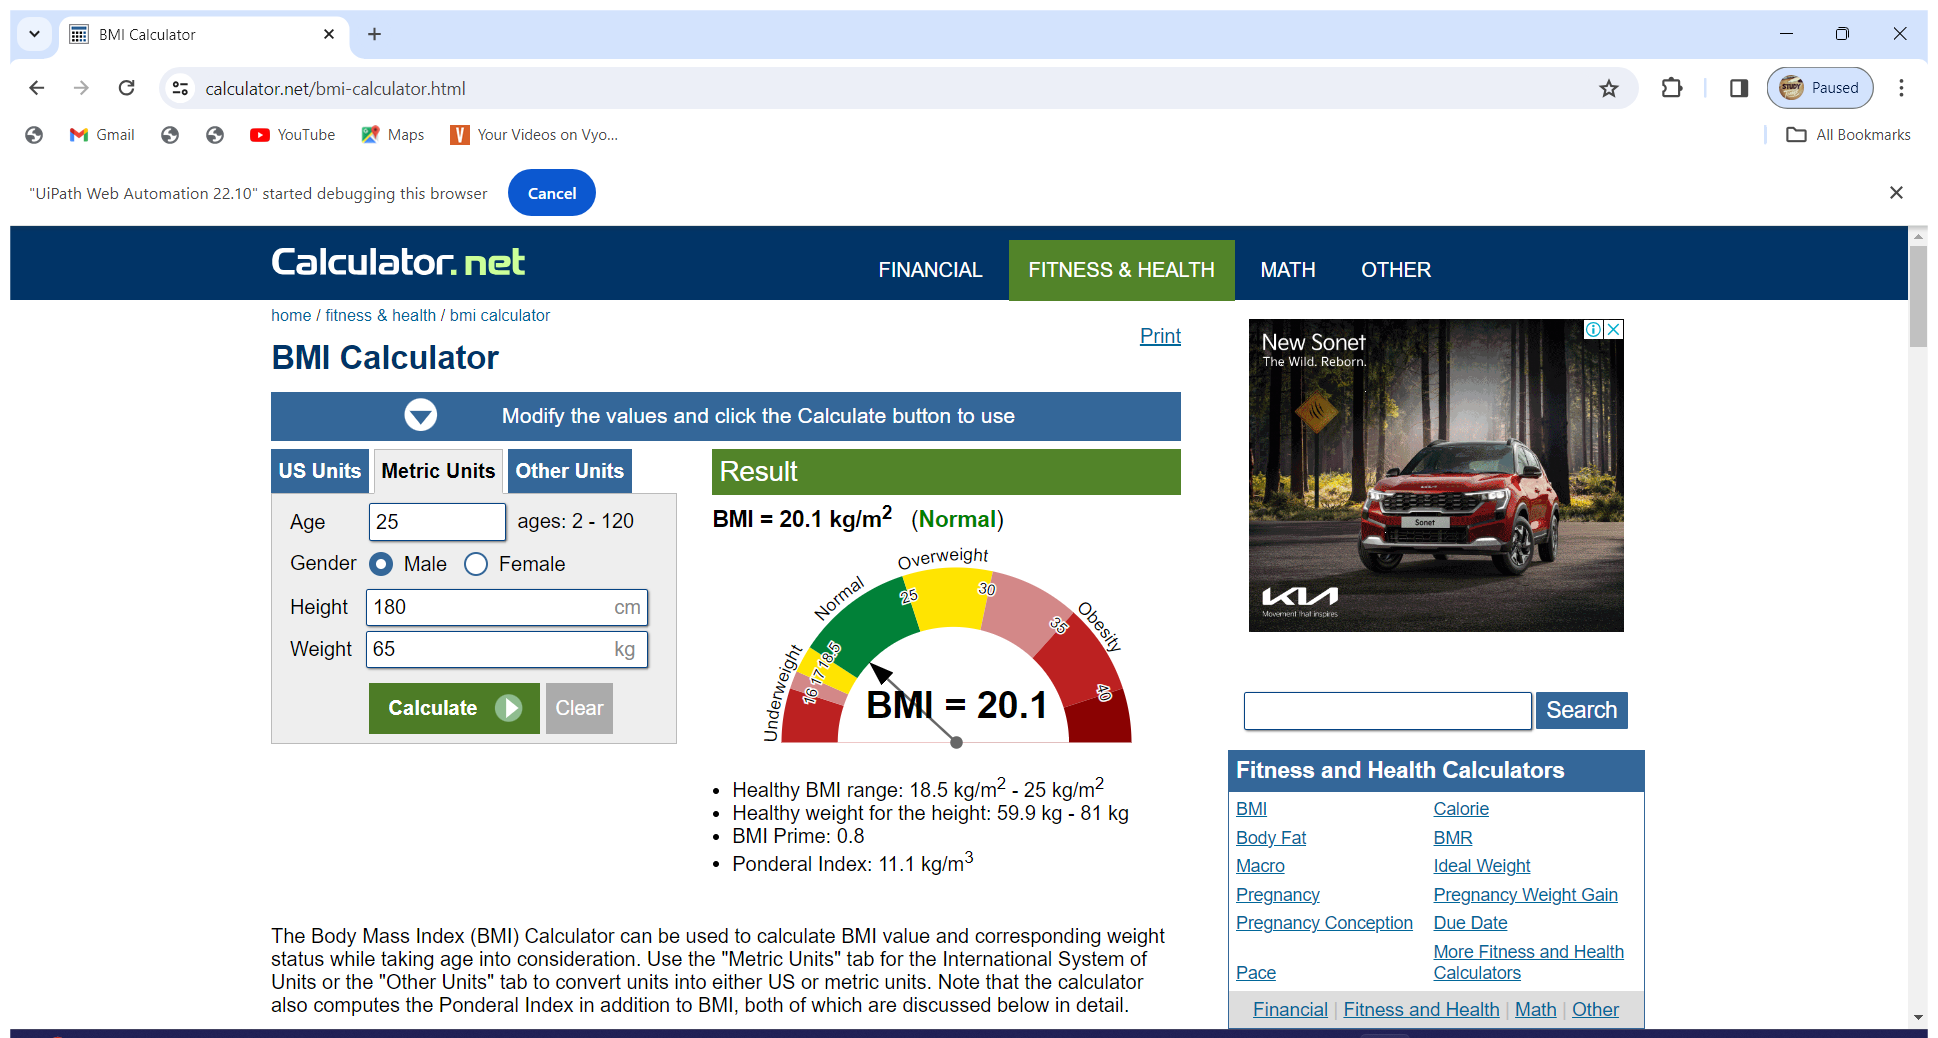 BMI Calculator
calculator.net/bmi-calculator.html
Paused
Gmail
YouTube
Maps
Your Videos on Vyo...
All Bookmarks
"UiPath Web Automation 22.10" started debugging this browser
Cancel
Calculator.net
FINANCIAL
FITNESS & HEALTH
MATH
OTHER
home / fitness & health / bmi calculator
Print
BMI Calculator
Modify the values and click the Calculate button to use
US Units
Metric Units
Other Units
Age
25
ages: 2 - 120
Gender
Male
Female
Height
180
cm
Weight
65
kg
Calculate
Clear
Result
BMI = 20.1 kg/m² (Normal)
Underweight
Normal
Overweight
Obesity
16
17
18.5
25
30
35
40
BMI = 20.1
• Healthy BMI range: 18.5 kg/m² - 25 kg/m²
• Healthy weight for the height: 59.9 kg - 81 kg
• BMI Prime: 0.8
• Ponderal Index: 11.1 kg/m³
The Body Mass Index (BMI) Calculator can be used to calculate BMI value and corresponding weight
status while taking age into consideration. Use the "Metric Units" tab for the International System of
Units or the "Other Units" tab to convert units into either US or metric units. Note that the calculator
also computes the Ponderal Index in addition to BMI, both of which are discussed below in detail.
New Sonet
The Wild. Reborn.
Sonet
KIA
Movement that inspires
Search
Fitness and Health Calculators
BMI
Calorie
Body Fat
BMR
Macro
Ideal Weight
Pregnancy
Pregnancy Weight Gain
Pregnancy Conception
Due Date
Pace
More Fitness and Health
Calculators
Financial | Fitness and Health | Math | Other